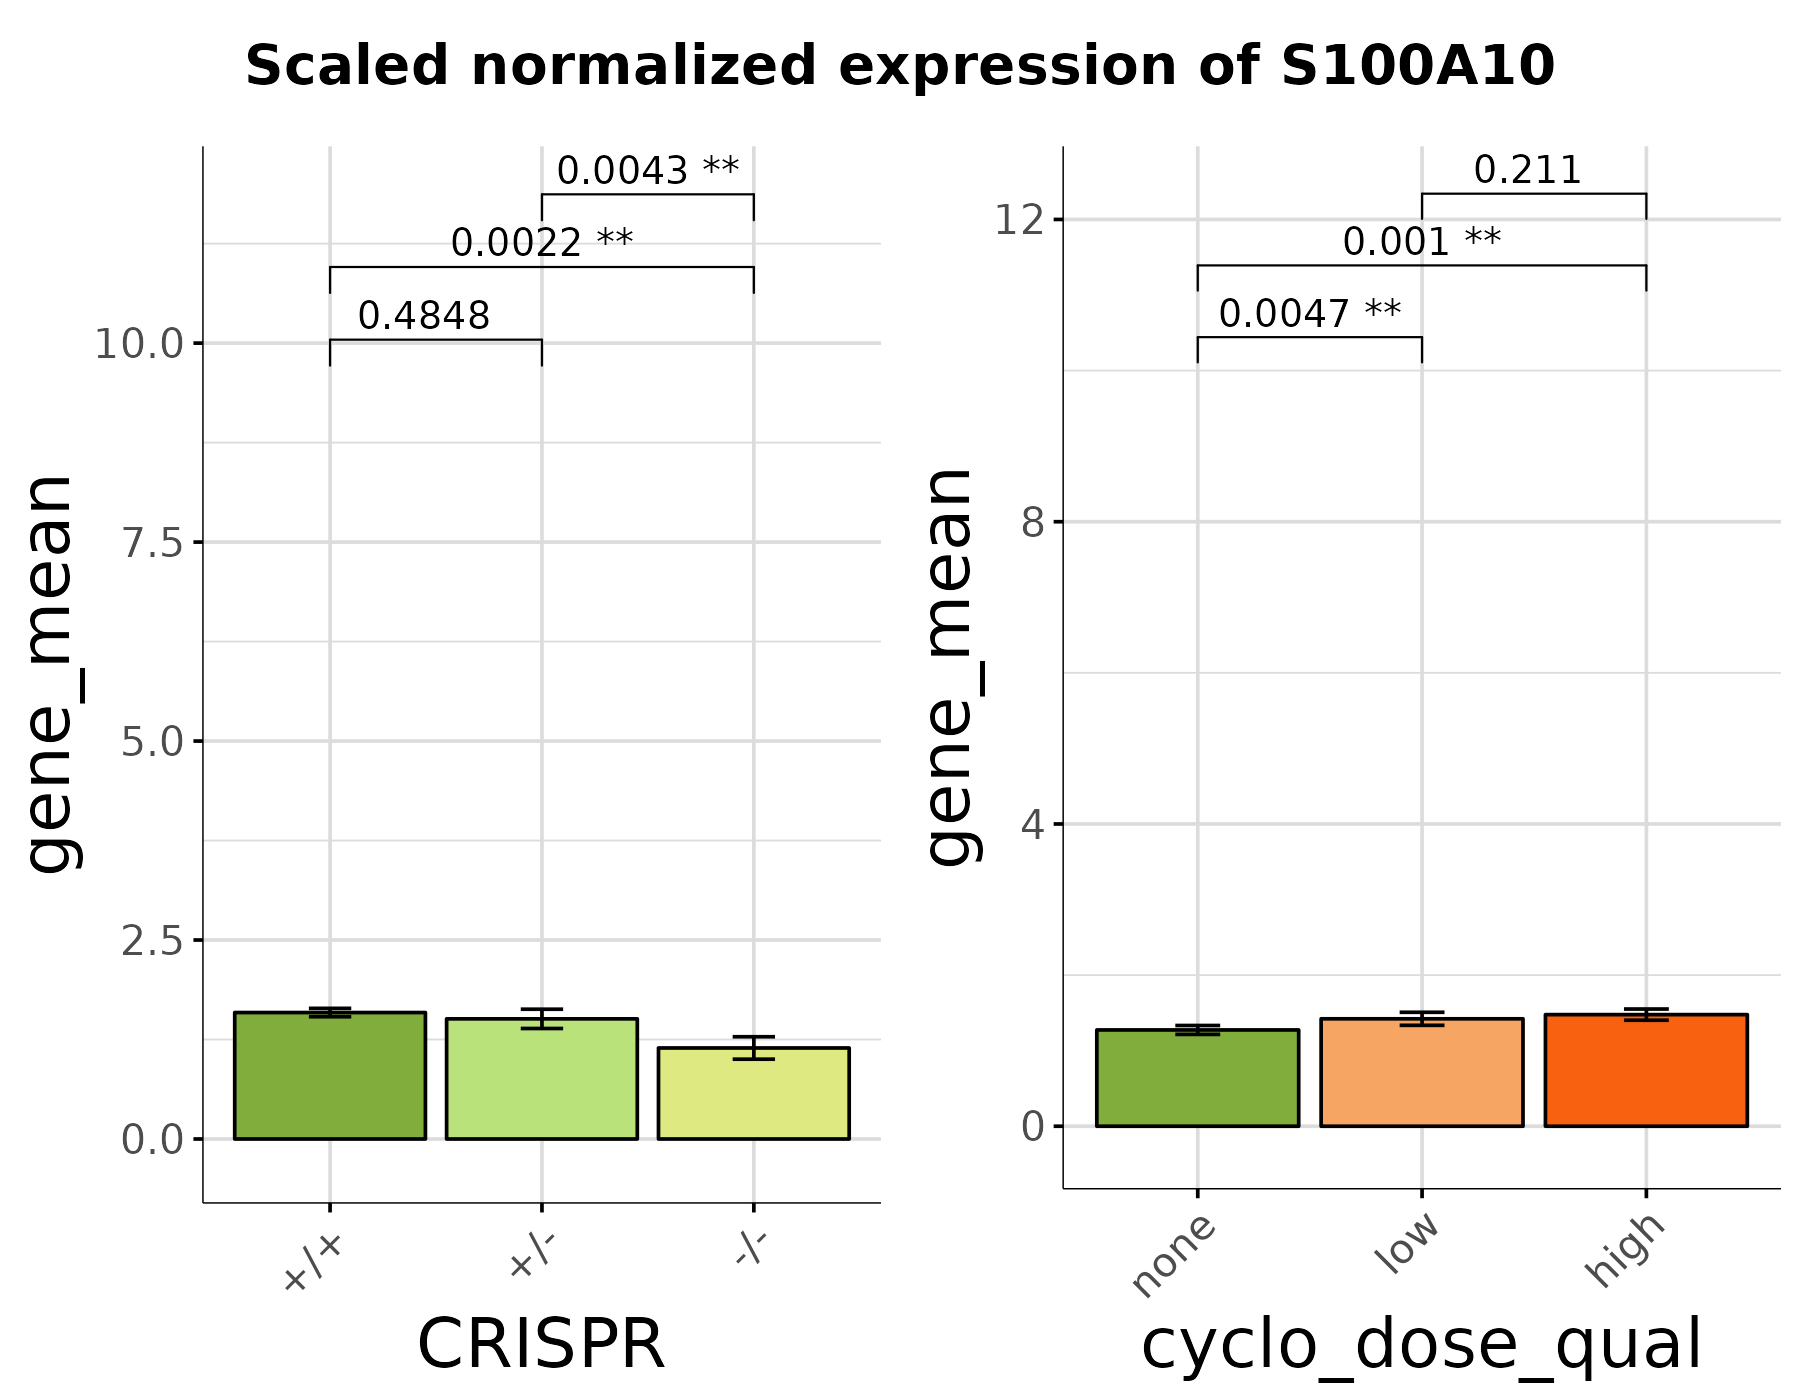 Scaled normalized expression of S100A10
gene_mean
10.0
7.5
5.0
2.5
0.0
0.0043 **
0.0022 **
0.4848
+/+
+/-
-/-
CRISPR
gene_mean
12
8
4
0
0.211
0.001 **
0.0047 **
none
low
high
cyclo_dose_qual